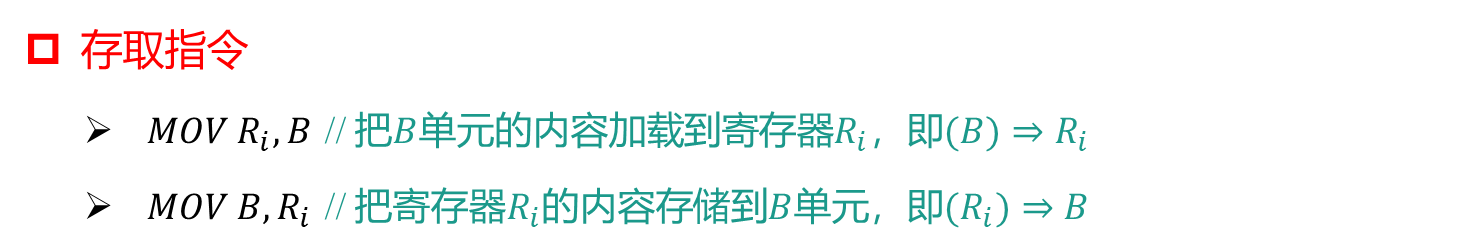 存取指令
MOV Rᵢ, B // 把B单元的内容加载到寄存器Rᵢ，即(B) ⇒ Rᵢ
MOV B, Rᵢ // 把寄存器Rᵢ的内容存储到B单元，即(Rᵢ) ⇒ B